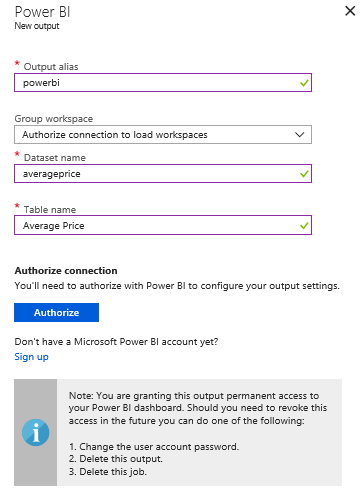 Power BI
New output
* Output alias
powerbi
Group workspace
Authorize connection to load workspaces
* Dataset name
averageprice
* Table name
Average Price
Authorize connection
You'll need to authorize with Power BI to configure your output settings.
Authorize
Don't have a Microsoft Power BI account yet?
Sign up
Note: You are granting this output permanent access to
your Power BI dashboard. Should you need to revoke this
access in the future you can do one of the following:
1. Change the user account password.
2. Delete this output.
3. Delete this job.